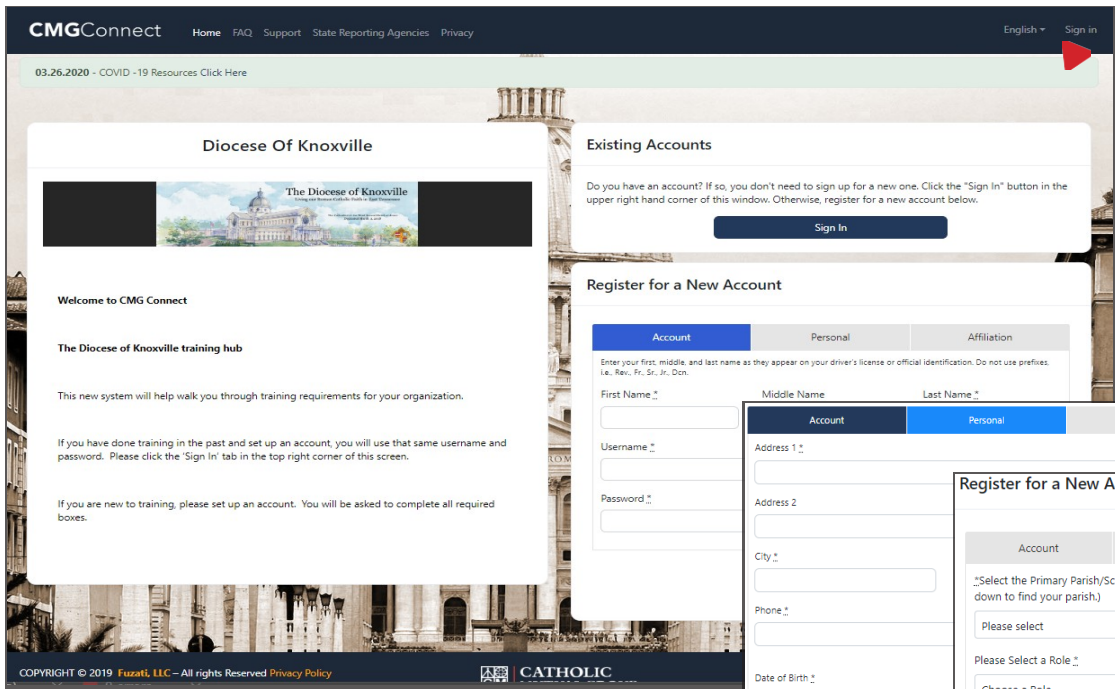 CMGConnect Home FAQ Support State Reporting Agencies Privacy English Sign in
03.26.2020 - COVID -19 Resources Click Here
Diocese Of Knoxville
The Diocese of Knoxville
Welcome to CMG Connect
The Diocese of Knoxville training hub
This new system will help walk you through training requirements for your organization.
If you have done training in the past and set up an account, you will use that same username and
password. Please click the 'Sign In' tab in the top right corner of this screen.
If you are new to training, please set up an account. You will be asked to complete all required
boxes.
Existing Accounts
Do you have an account? If so, you don't need to sign up for a new one. Click the "Sign In" button in the
upper right hand corner of this window. Otherwise, register for a new account below.
Sign In
Register for a New Account
Account Personal Affiliation
Enter your first, middle, and last name as they appear on your driver's license or official identification. Do not use prefixes,
i.e., Rev., Fr., Sr., Jr., Dcn.
First Name * Middle Name Last Name *
Username *
Password *
Account Personal
Address 1 *
Address 2
City *
Phone *
Date of Birth *
Register for a New A
Account
*Select the Primary Parish/Sc
down to find your parish.)
Please select
Please Select a Role *
Choose a Role
COPYRIGHT © 2019 Fuzati, LLC – All rights Reserved Privacy Policy
CATHOLIC